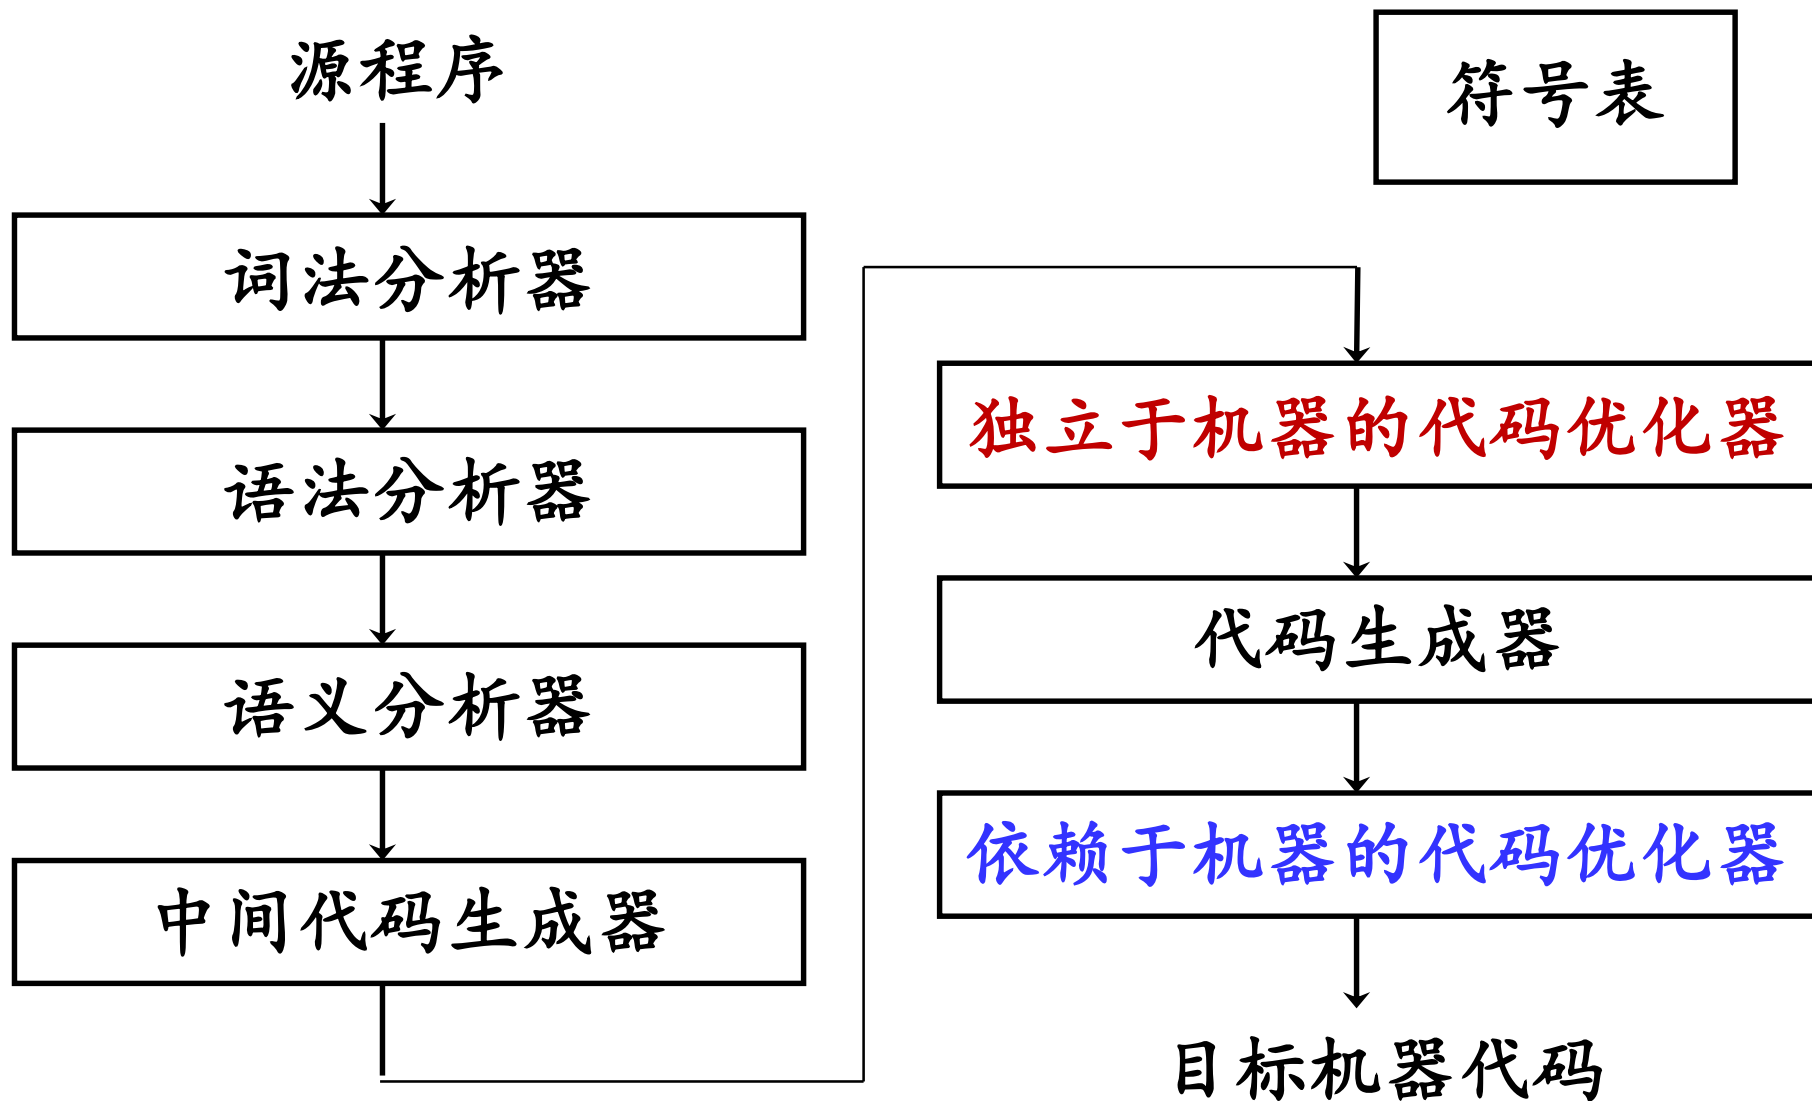 源程序
词法分析器
语法分析器
语义分析器
中间代码生成器
符号表
独立于机器的代码优化器
代码生成器
依赖于机器的代码优化器
目标机器代码